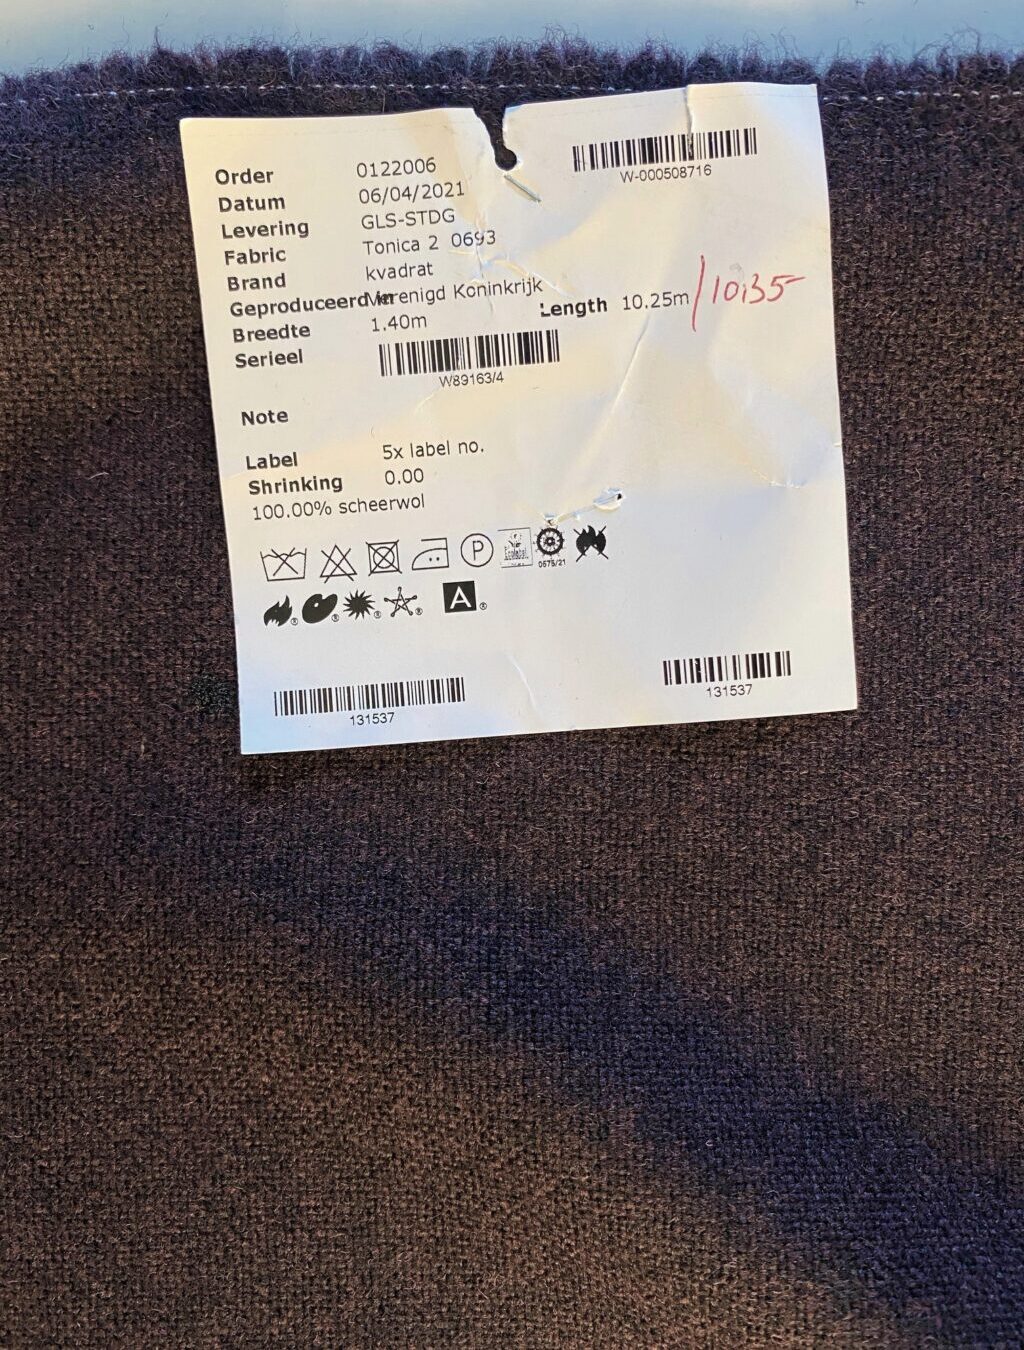 Order 0122006
W-000508716
Datum 06/04/2021
Levering GLS-STDG
Fabric Tonica 2 0693
Brand kvadrat
Geproduceerd in Verenigd Koninkrijk
Length 10.25m / 10,35
Breedte 1.40m
Serieel
W89163/4
Note
Label 5x label no.
Shrinking 0.00
100.00% scheerwol
P
0575/21
A
131537
131537